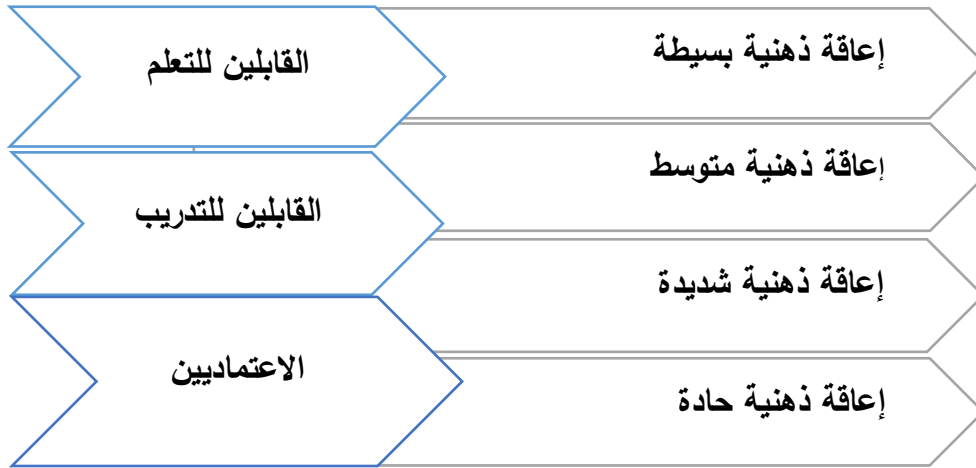 إعاقة ذهنية بسيطة
القابلين للتعلم
إعاقة ذهنية متوسط
القابلين للتدريب
إعاقة ذهنية شديدة
الاعتماديين
إعاقة ذهنية حادة